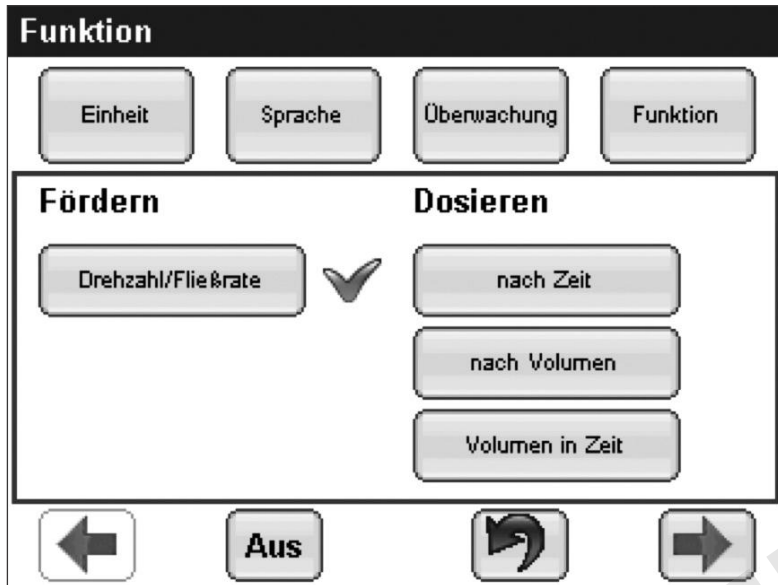 Funktion
Einheit Sprache Überwachung Funktion
Fördern Dosieren
Drehzahl/Fließrate nach Zeit
nach Volumen
Volumen in Zeit
Aus